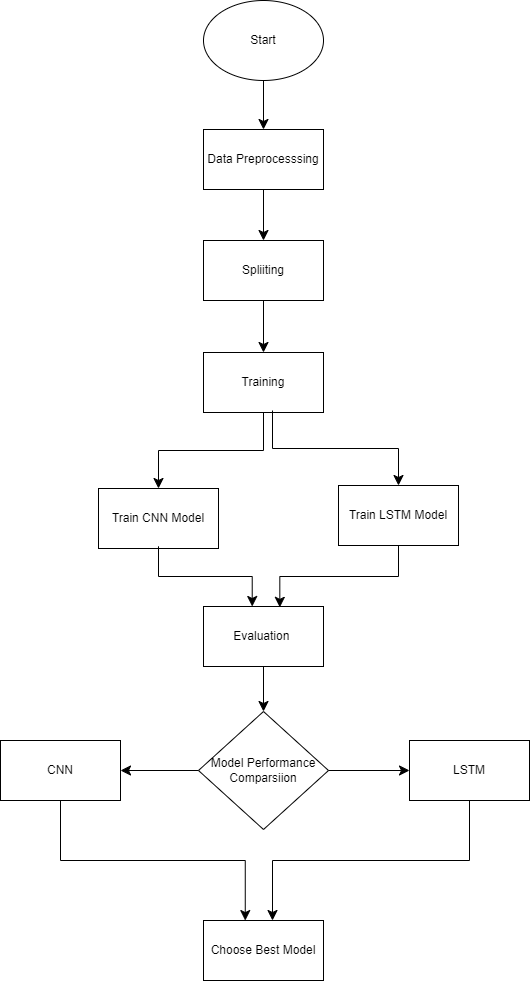 Start
Data Preprocesssing
Spliiting
Training
Train CNN Model
Train LSTM Model
Evaluation
Model Performance
Comparsiion
CNN
LSTM
Choose Best Model